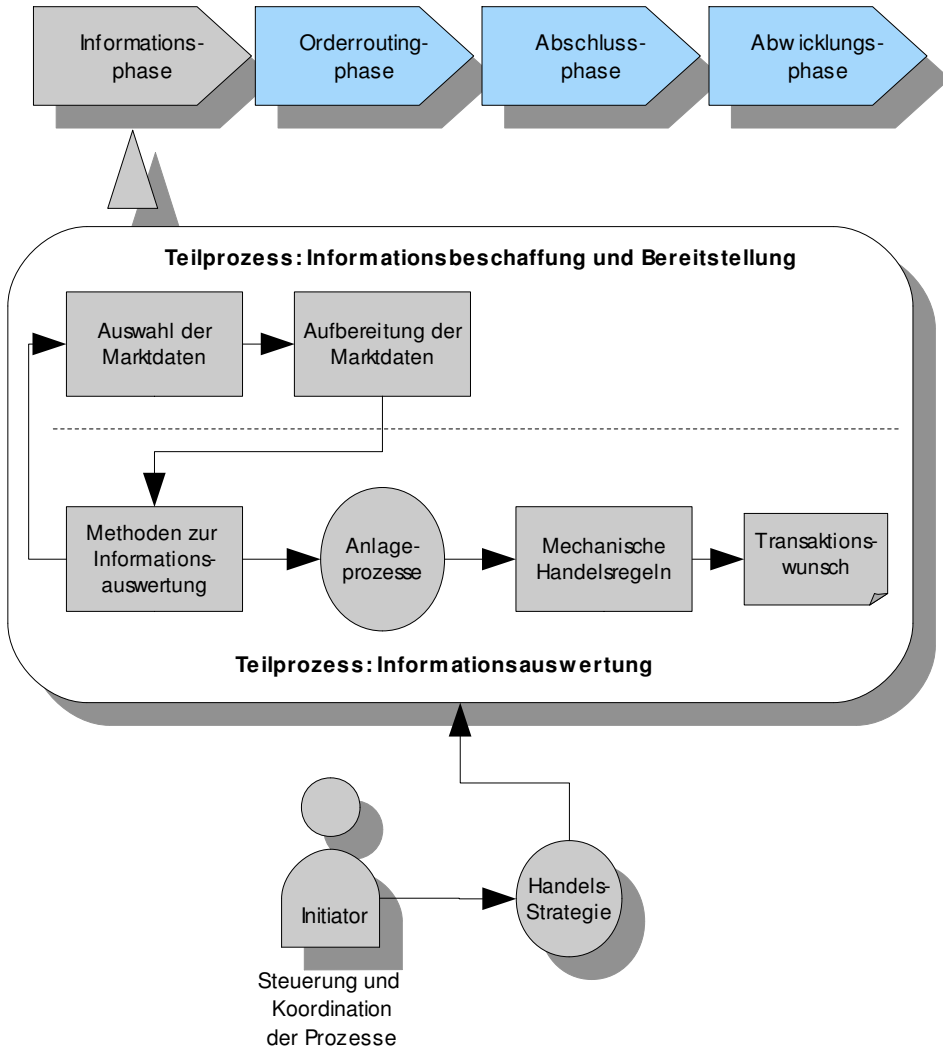 Informations-
phase
Orderrouting-
phase
Abschluss-
phase
Abwicklungs-
phase
Teilprozess: Informationsbeschaffung und Bereitstellung
Auswahl der
Marktdaten
Aufbereitung der
Marktdaten
Methoden zur
Informations-
auswertung
Anlage-
prozesse
Mechanische
Handelsregeln
Transaktions-
wunsch
Teilprozess: Informationsauswertung
Initiator
Handels-
Strategie
Steuerung und
Koordination
der Prozesse